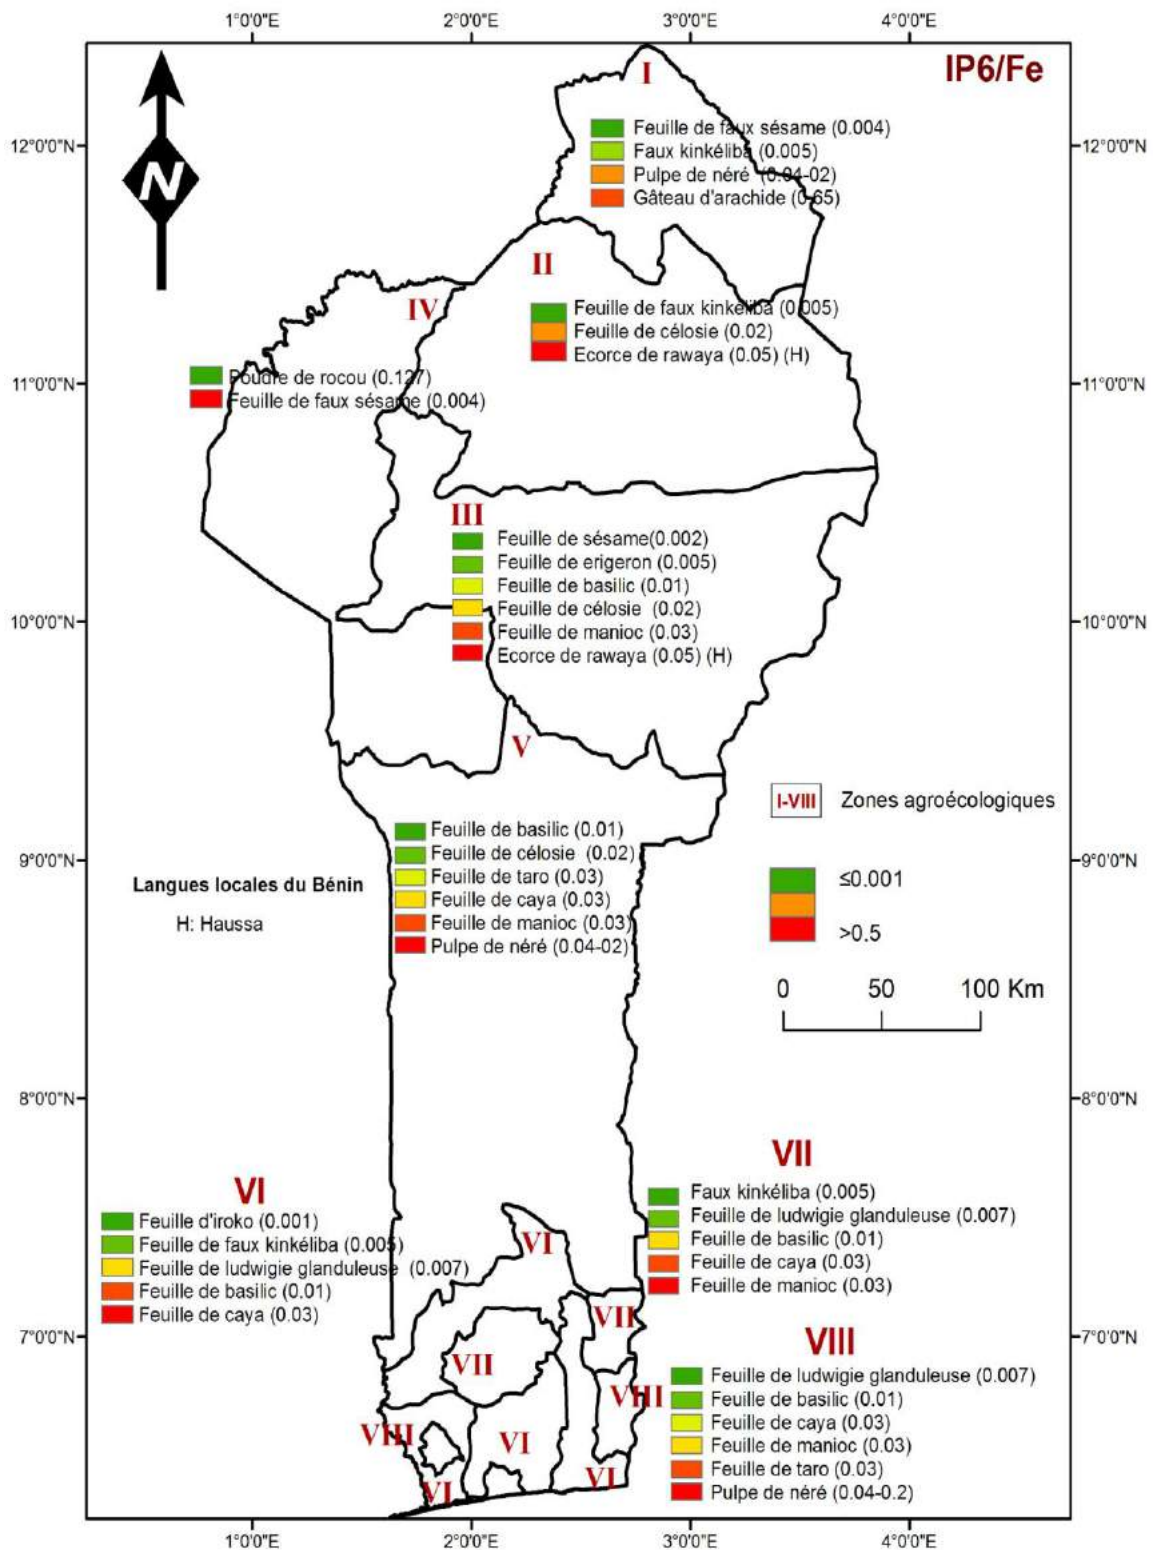 1°0'0"E 2°0'0"E 3°0'0"E 4°0'0"E
IP6/Fe
N
I
12°0'0"N 12°0'0"N
Feuille de faux sésame (0.004)
Faux kinkéliba (0.005)
Pulpe de néré (0.04-02)
Gâteau d'arachide (0.65)
II
Feuille de faux kinkéliba (0.005)
Feuille de célosie (0.02)
Ecorce de rawaya (0.05) (H)
IV
11°0'0"N 11°0'0"N
Poudre de rocou (0.127)
Feuille de faux sésame (0.004)
III
Feuille de sésame(0.002)
Feuille de erigeron (0.005)
Feuille de basilic (0.01)
Feuille de célosie (0.02)
Feuille de manioc (0.03)
Ecorce de rawaya (0.05) (H)
10°0'0"N 10°0'0"N
V
I-VIII Zones agroécologiques
Feuille de basilic (0.01)
Feuille de célosie (0.02)
Feuille de taro (0.03)
Feuille de caya (0.03)
Feuille de manioc (0.03)
Pulpe de néré (0.04-02)
9°0'0"N 9°0'0"N
≤0.001
>0.5
Langues locales du Bénin
H: Haussa
0 50 100 Km
8°0'0"N 8°0'0"N
VI
Feuille d'iroko (0.001)
Feuille de faux kinkéliba (0.005)
Feuille de ludwigie glanduleuse (0.007)
Feuille de basilic (0.01)
Feuille de caya (0.03)
VII
Faux kinkéliba (0.005)
Feuille de ludwigie glanduleuse (0.007)
Feuille de basilic (0.01)
Feuille de caya (0.03)
Feuille de manioc (0.03)
7°0'0"N 7°0'0"N
VI
VII
VII
VIII
VIII
VI
VI
VI
VIII
Feuille de ludwigie glanduleuse (0.007)
Feuille de basilic (0.01)
Feuille de caya (0.03)
Feuille de manioc (0.03)
Feuille de taro (0.03)
Pulpe de néré (0.04-0.2)
1°0'0"E 2°0'0"E 3°0'0"E 4°0'0"E